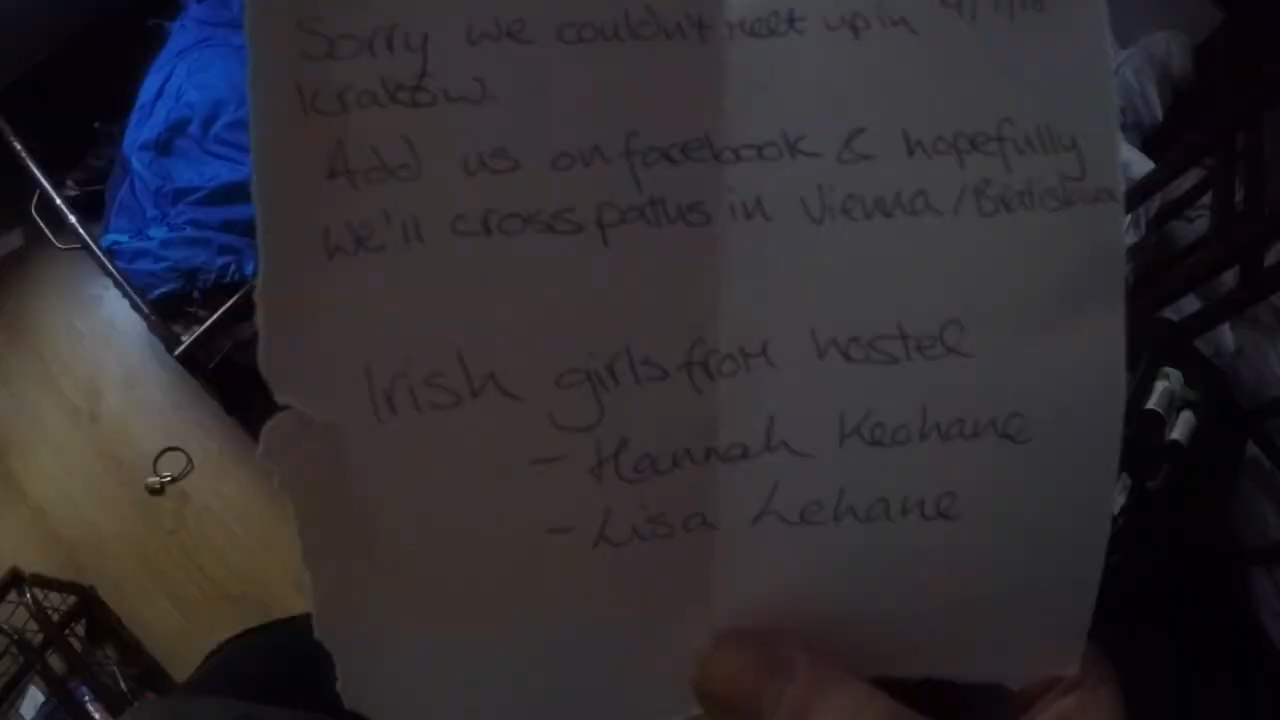 Sorry we couldn't meet up in
Krakow.
Add us on facebook & hopefully
We'll cross paths in Vienna/Bratislava
Irish girls from hostel
- Hannah Keohane
- Lisa Lehane